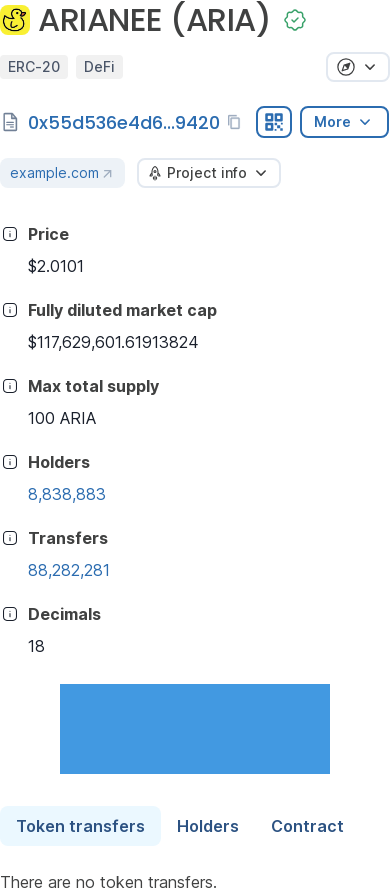 ARIANEE (ARIA)
ERC-20 DeFi
0x55d536e4d6...9420 More
example.com Project info
Price
$2.0101
Fully diluted market cap
$117,629,601.61913824
Max total supply
100 ARIA
Holders
8,838,883
Transfers
88,282,281
Decimals
18
Token transfers Holders Contract
There are no token transfers.